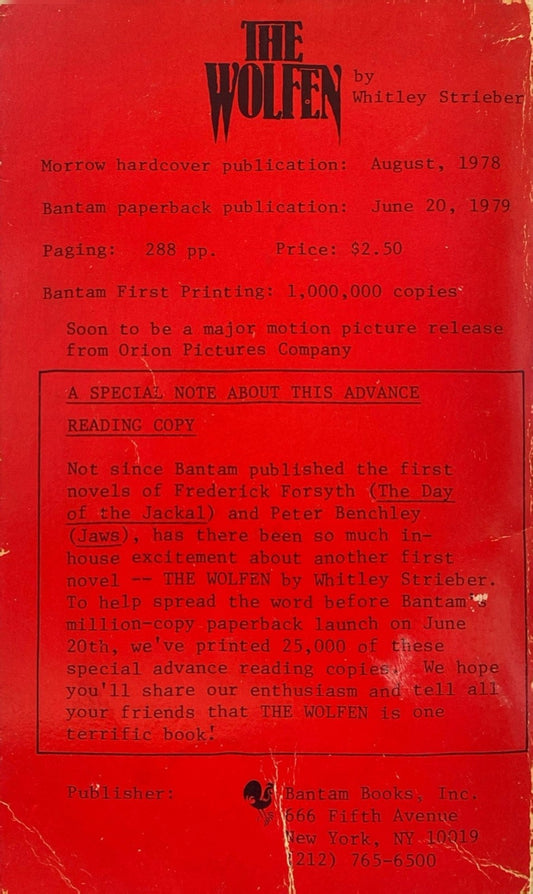 THE
WOLFEN by
Whitley Strieber
Morrow hardcover publication: August, 1978
Bantam paperback publication: June 20, 1979
Paging: 288 pp. Price: $2.50
Bantam First Printing: 1,000,000 copies
Soon to be a major motion picture release
from Orion Pictures Company
A SPECIAL NOTE ABOUT THIS ADVANCE
READING COPY
Not since Bantam published the first
novels of Frederick Forsyth (The Day
of the Jackal) and Peter Benchley
(Jaws), has there been so much in-
house excitement about another first
novel -- THE WOLFEN by Whitley Strieber.
To help spread the word before Bantam's
million-copy paperback launch on June
20th, we've printed 25,000 of these
special advance reading copies. We hope
you'll share our enthusiasm and tell all
your friends that THE WOLFEN is one
terrific book!
Publisher: Bantam Books, Inc.
666 Fifth Avenue
New York, NY 10019
(212) 765-6500